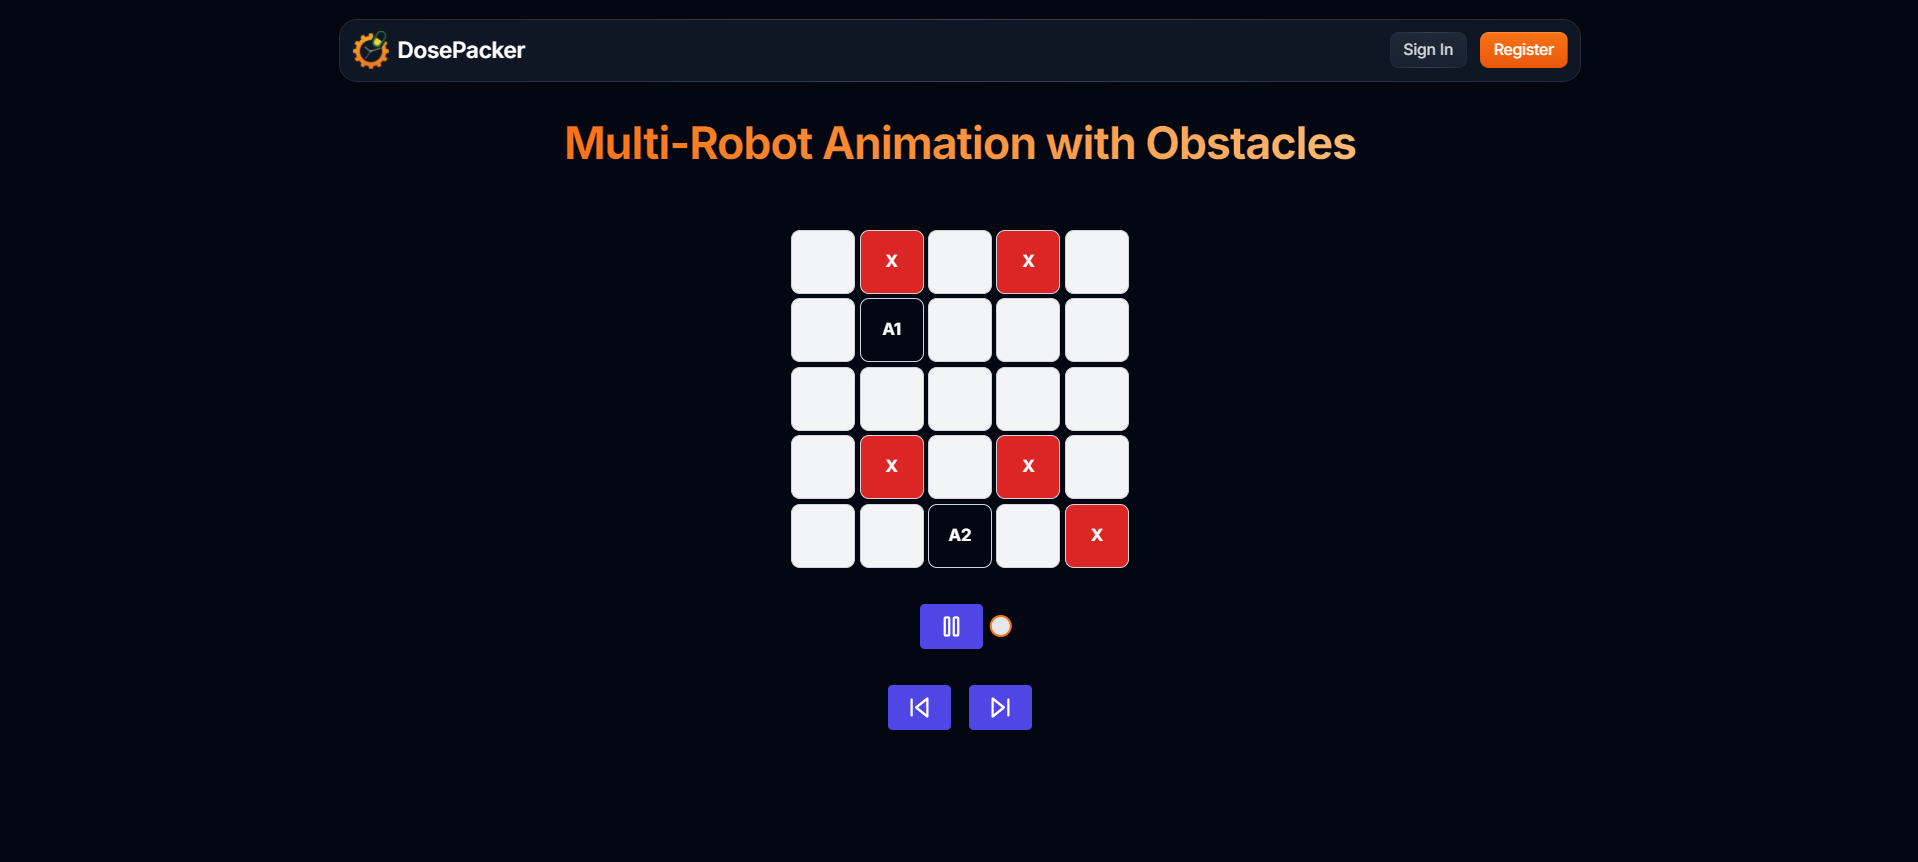 DosePacker
Sign In
Register
Multi-Robot Animation with Obstacles
X X
A1
X X
A2 X